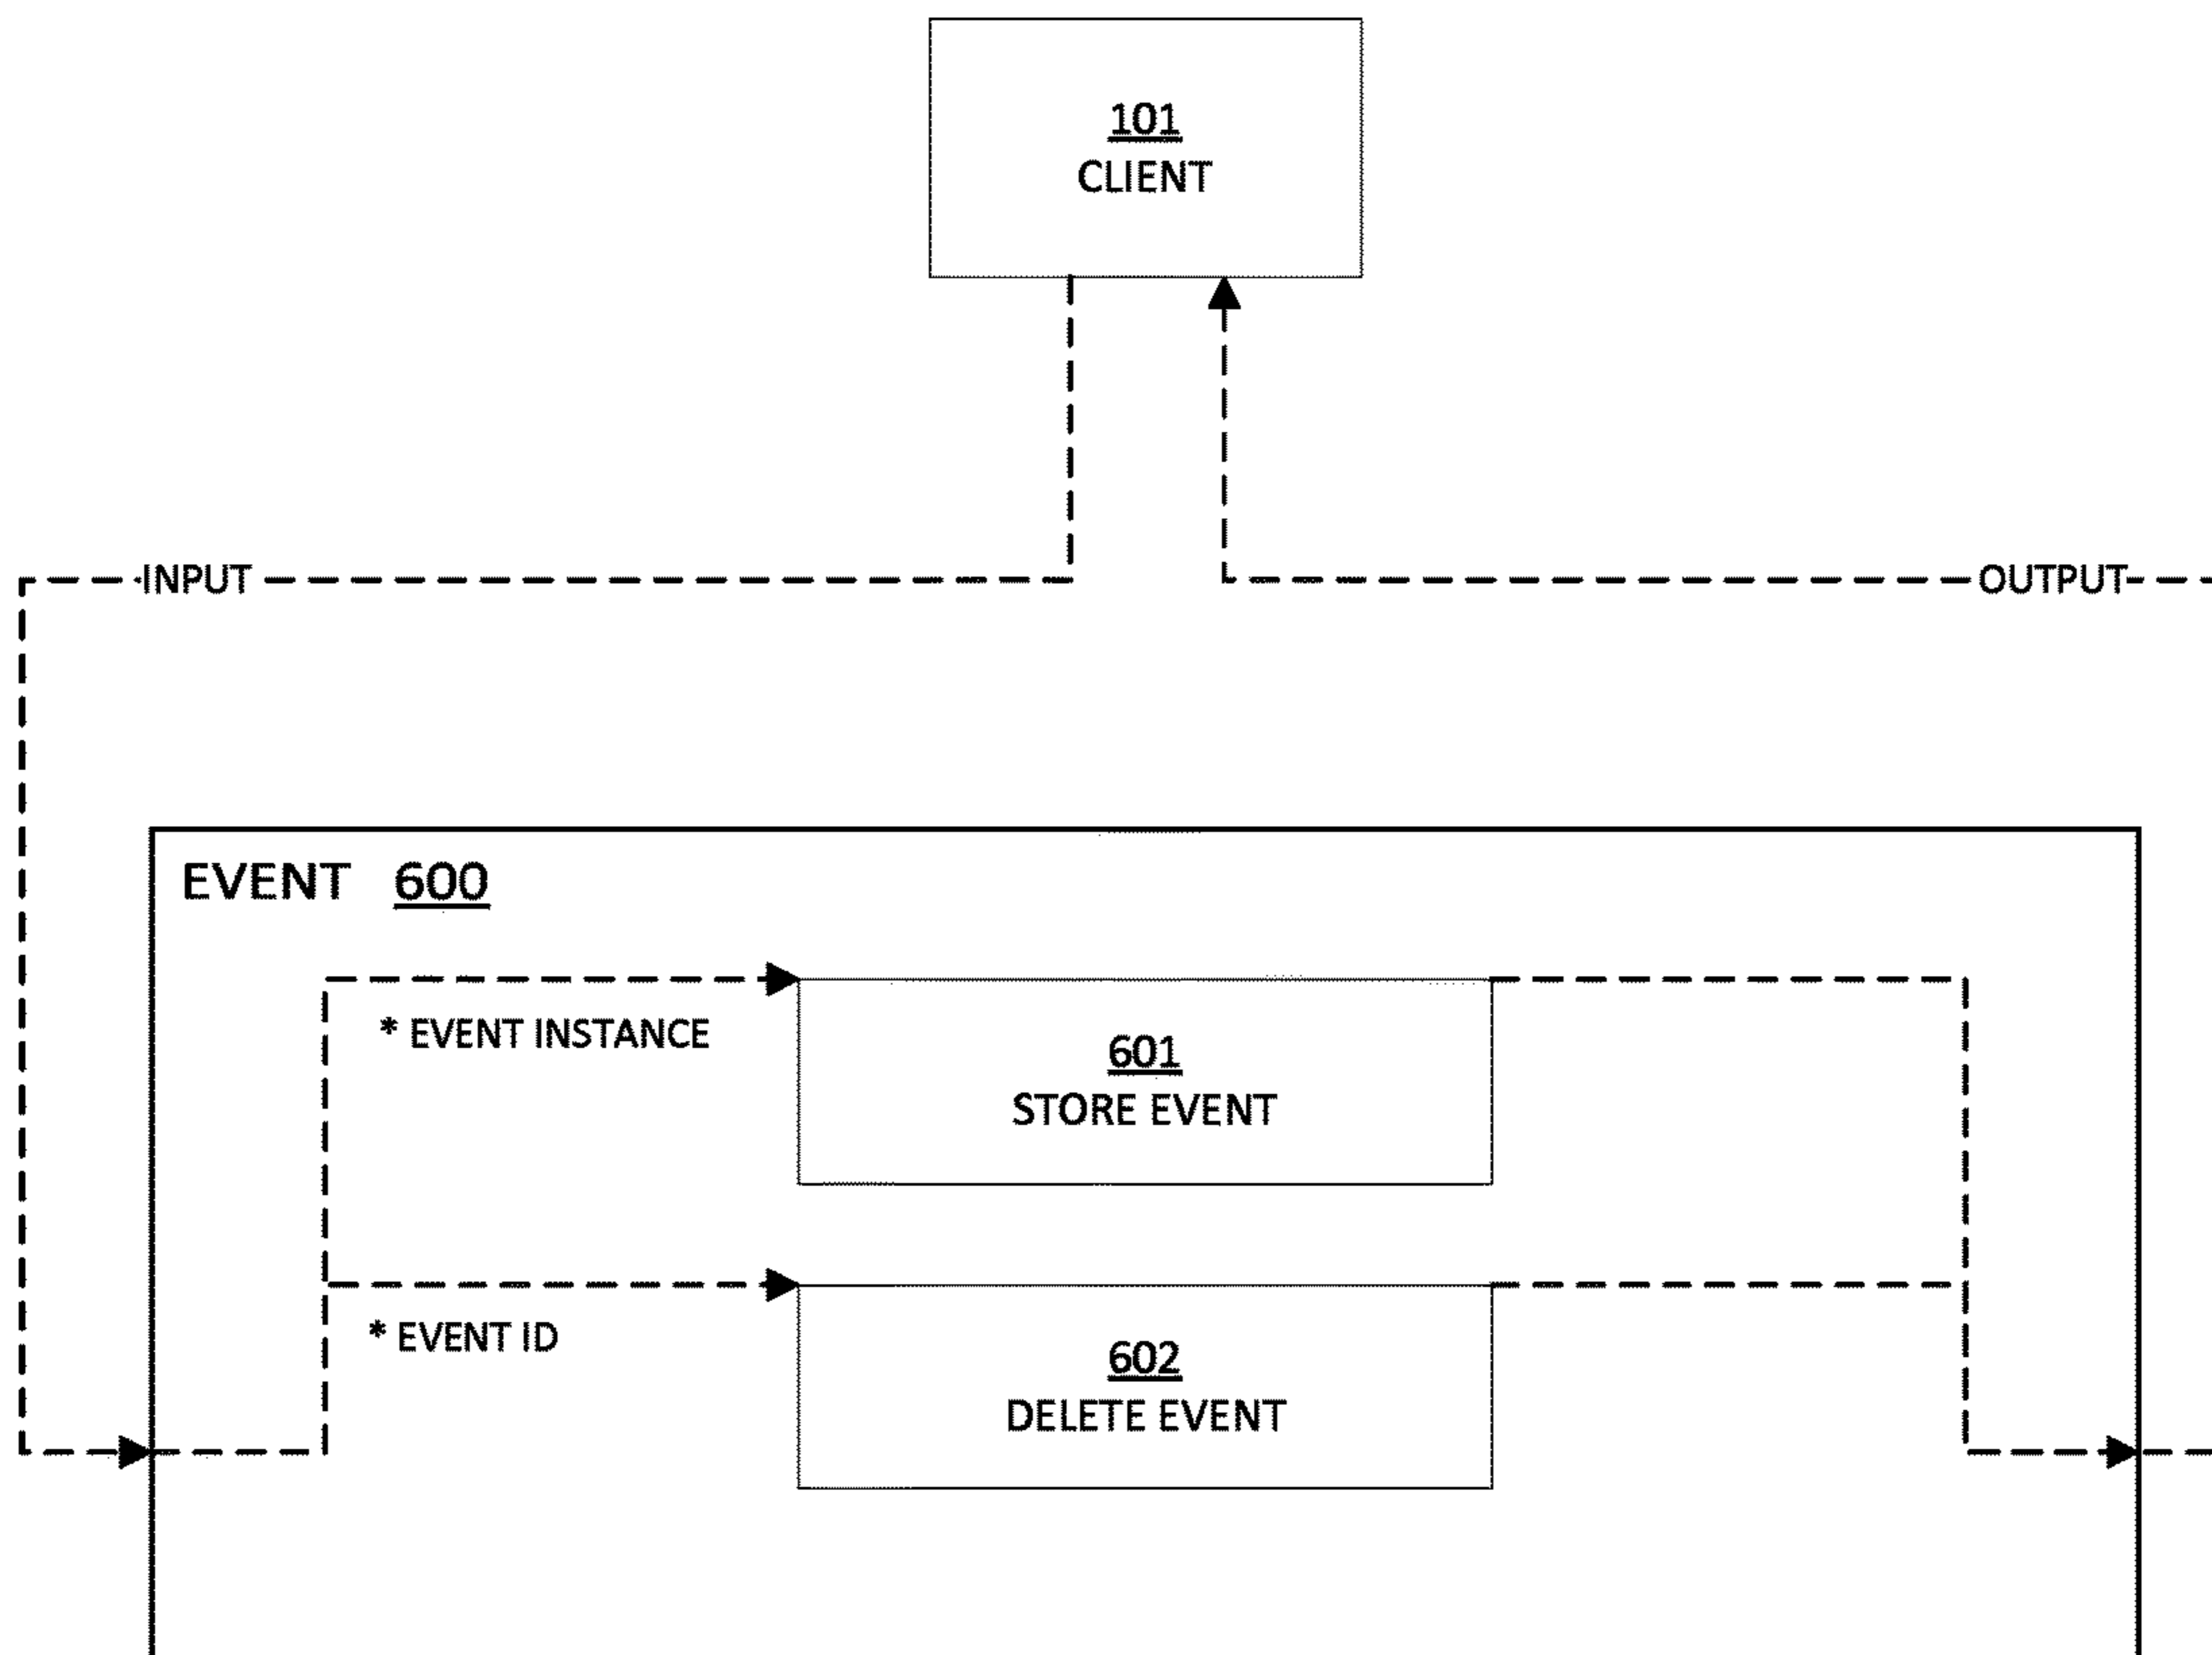 101
CLIENT
INPUT
OUTPUT
EVENT 600
* EVENT INSTANCE
601
STORE EVENT
* EVENT ID
602
DELETE EVENT